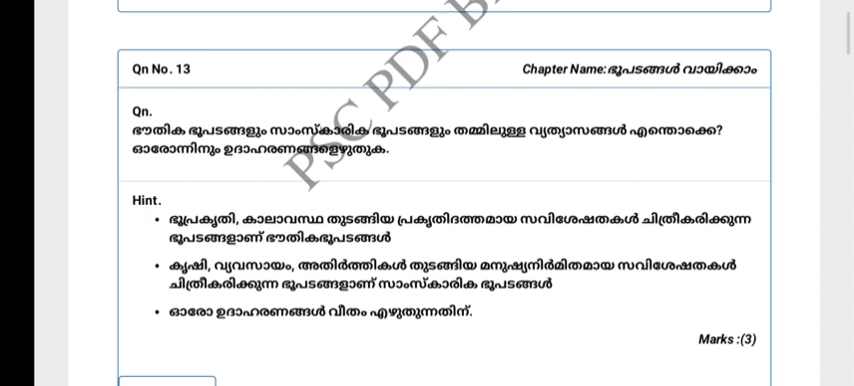 PSC PDF B
Qn No. 13
Chapter Name: ഭൂപടങ്ങൾ വായിക്കാം
Qn.
ഭൗതിക ഭൂപടങ്ങളും സാംസ്കാരിക ഭൂപടങ്ങളും തമ്മിലുള്ള വ്യത്യാസങ്ങൾ എന്തൊക്കെ?
ഓരോന്നിനും ഉദാഹരണങ്ങളെഴുതുക.
Hint.
• ഭൂപ്രകൃതി, കാലാവസ്ഥ തുടങ്ങിയ പ്രകൃതിദത്തമായ സവിശേഷതകൾ ചിത്രീകരിക്കുന്ന
ഭൂപടങ്ങളാണ് ഭൗതികഭൂപടങ്ങൾ
• കൃഷി, വ്യവസായം, അതിർത്തികൾ തുടങ്ങിയ മനുഷ്യനിർമിതമായ സവിശേഷതകൾ
ചിത്രീകരിക്കുന്ന ഭൂപടങ്ങളാണ് സാംസ്കാരിക ഭൂപടങ്ങൾ
• ഓരോ ഉദാഹരണങ്ങൾ വീതം എഴുതുന്നതിന്.
Marks :(3)